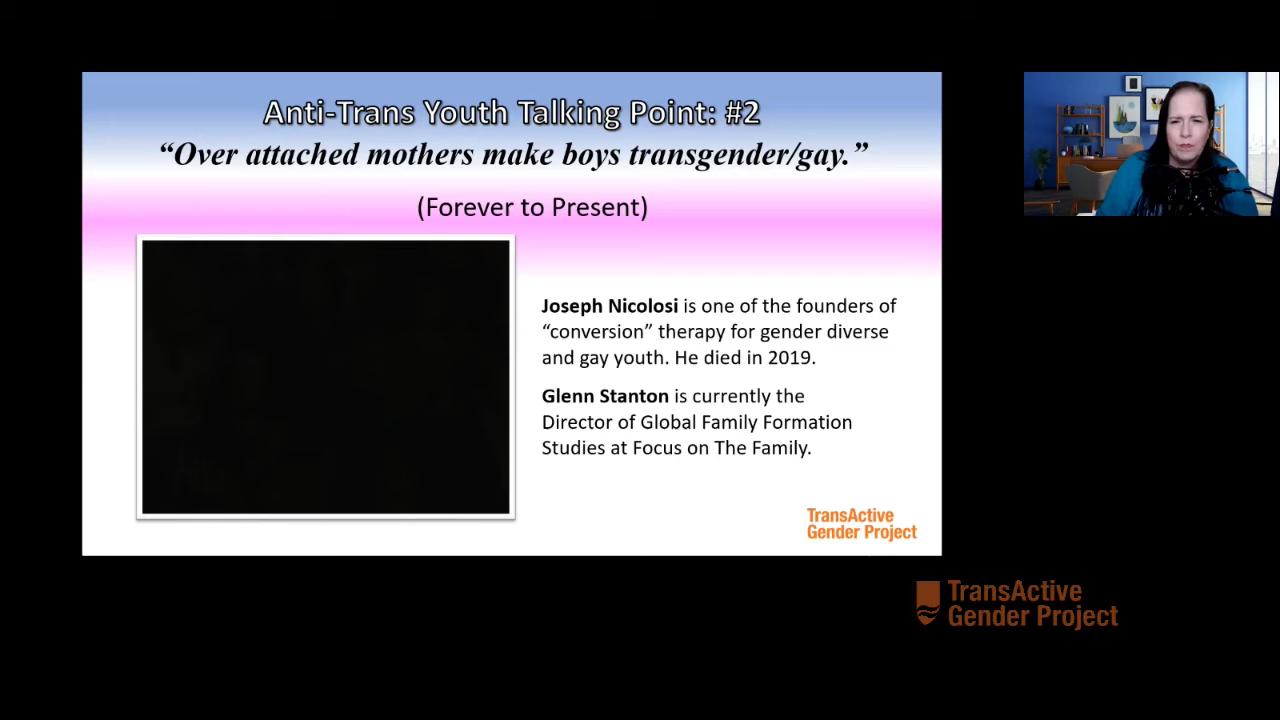 Anti-Trans Youth Talking Point: #2
“Over attached mothers make boys transgender/gay.”
(Forever to Present)
Joseph Nicolosi is one of the founders of
“conversion” therapy for gender diverse
and gay youth. He died in 2019.
Glenn Stanton is currently the
Director of Global Family Formation
Studies at Focus on The Family.
TransActive
Gender Project
TransActive
Gender Project